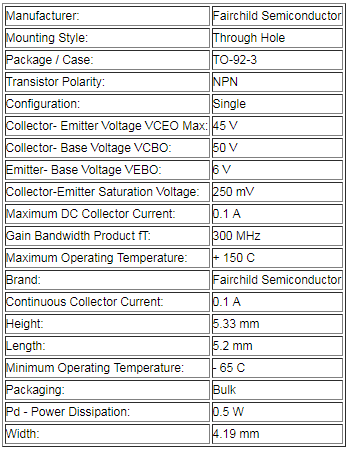 Manufacturer: Fairchild Semiconductor
Mounting Style: Through Hole
Package / Case: TO-92-3
Transistor Polarity: NPN
Configuration: Single
Collector- Emitter Voltage VCEO Max: 45 V
Collector- Base Voltage VCBO: 50 V
Emitter- Base Voltage VEBO: 6 V
Collector-Emitter Saturation Voltage: 250 mV
Maximum DC Collector Current: 0.1 A
Gain Bandwidth Product fT: 300 MHz
Maximum Operating Temperature: + 150 C
Brand: Fairchild Semiconductor
Continuous Collector Current: 0.1 A
Height: 5.33 mm
Length: 5.2 mm
Minimum Operating Temperature: - 65 C
Packaging: Bulk
Pd - Power Dissipation: 0.5 W
Width: 4.19 mm